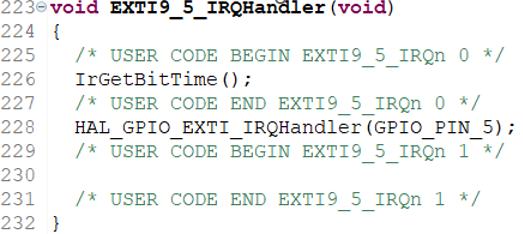 223 void EXTI9_5_IRQHandler(void)
224 {
225   /* USER CODE BEGIN EXTI9_5_IRQn 0 */
226   IrGetBitTime();
227   /* USER CODE END EXTI9_5_IRQn 0 */
228   HAL_GPIO_EXTI_IRQHandler(GPIO_PIN_5);
229   /* USER CODE BEGIN EXTI9_5_IRQn 1 */
230
231   /* USER CODE END EXTI9_5_IRQn 1 */
232 }